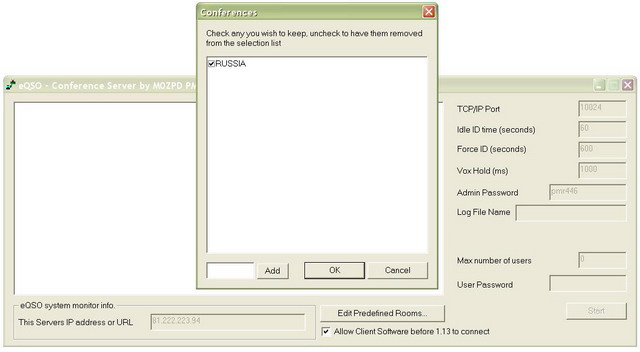 Conferences
Check any you wish to keep, uncheck to have them removed
from the selection list
RUSSIA
Add
OK
Cancel
eQSO - Conference Server by M0ZPD PM
TCP/IP Port
10024
Idle ID time (seconds)
60
Force ID (seconds)
600
Vox Hold (ms)
1000
Admin Password
pmr446
Log File Name
Max number of users
0
User Password
eQSO system monitor info.
This Servers IP address or URL
81.222.223.94
Edit Predefined Rooms...
Start
Allow Client Software before 1.13 to connect